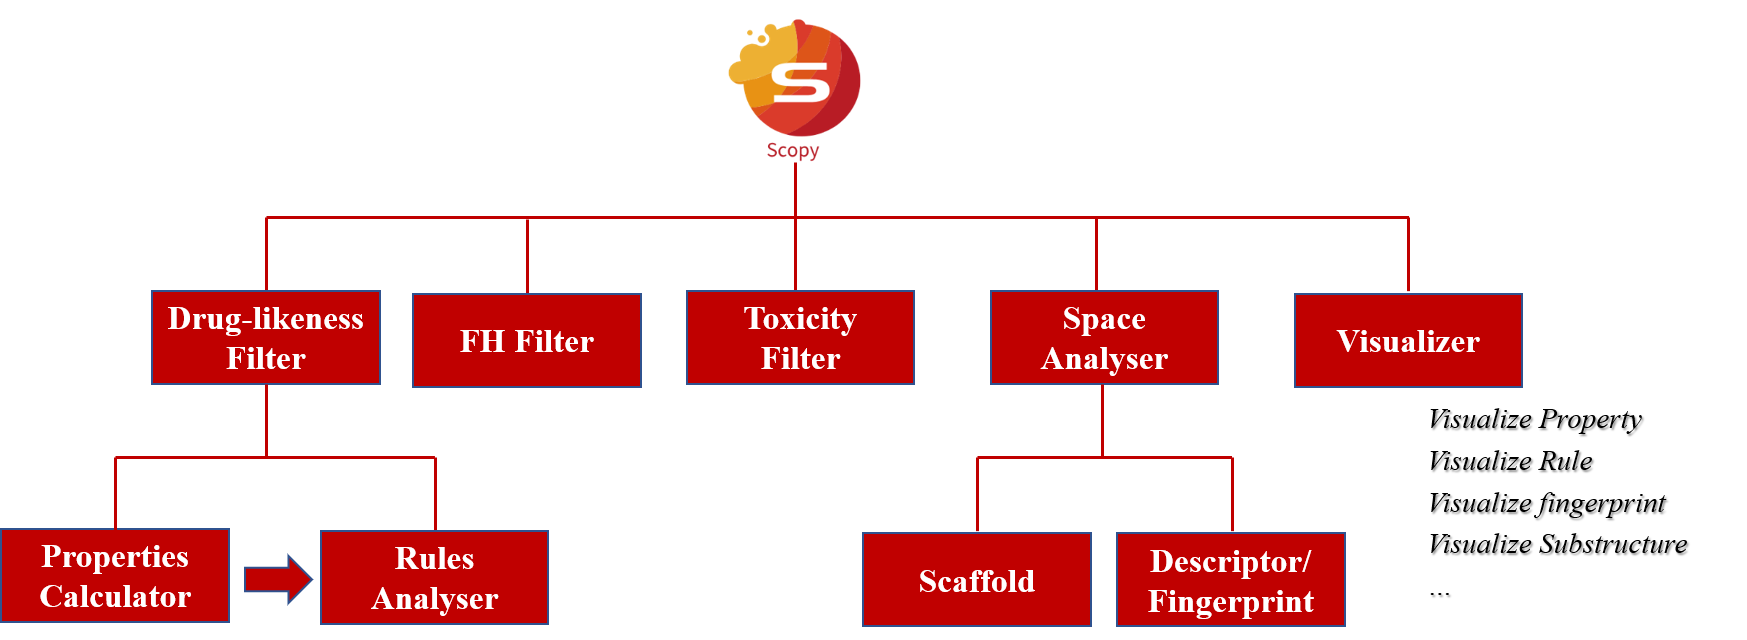 S
Scopy
Drug-likeness
Filter
FH Filter
Toxicity
Filter
Space
Analyser
Visualizer
Visualize Property
Visualize Rule
Visualize fingerprint
Visualize Substructure
...
Properties
Calculator
Rules
Analyser
Scaffold
Descriptor/
Fingerprint